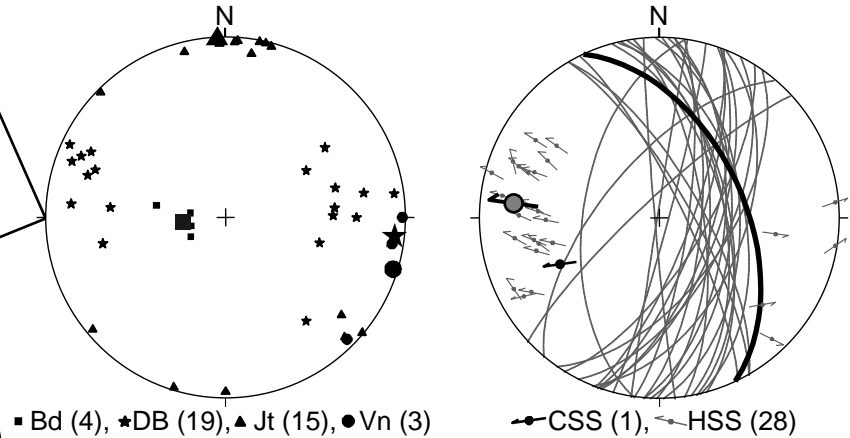 N N
■ Bd (4), ★DB (19),▲ Jt (15),●Vn (3) CSS (1), HSS (28)